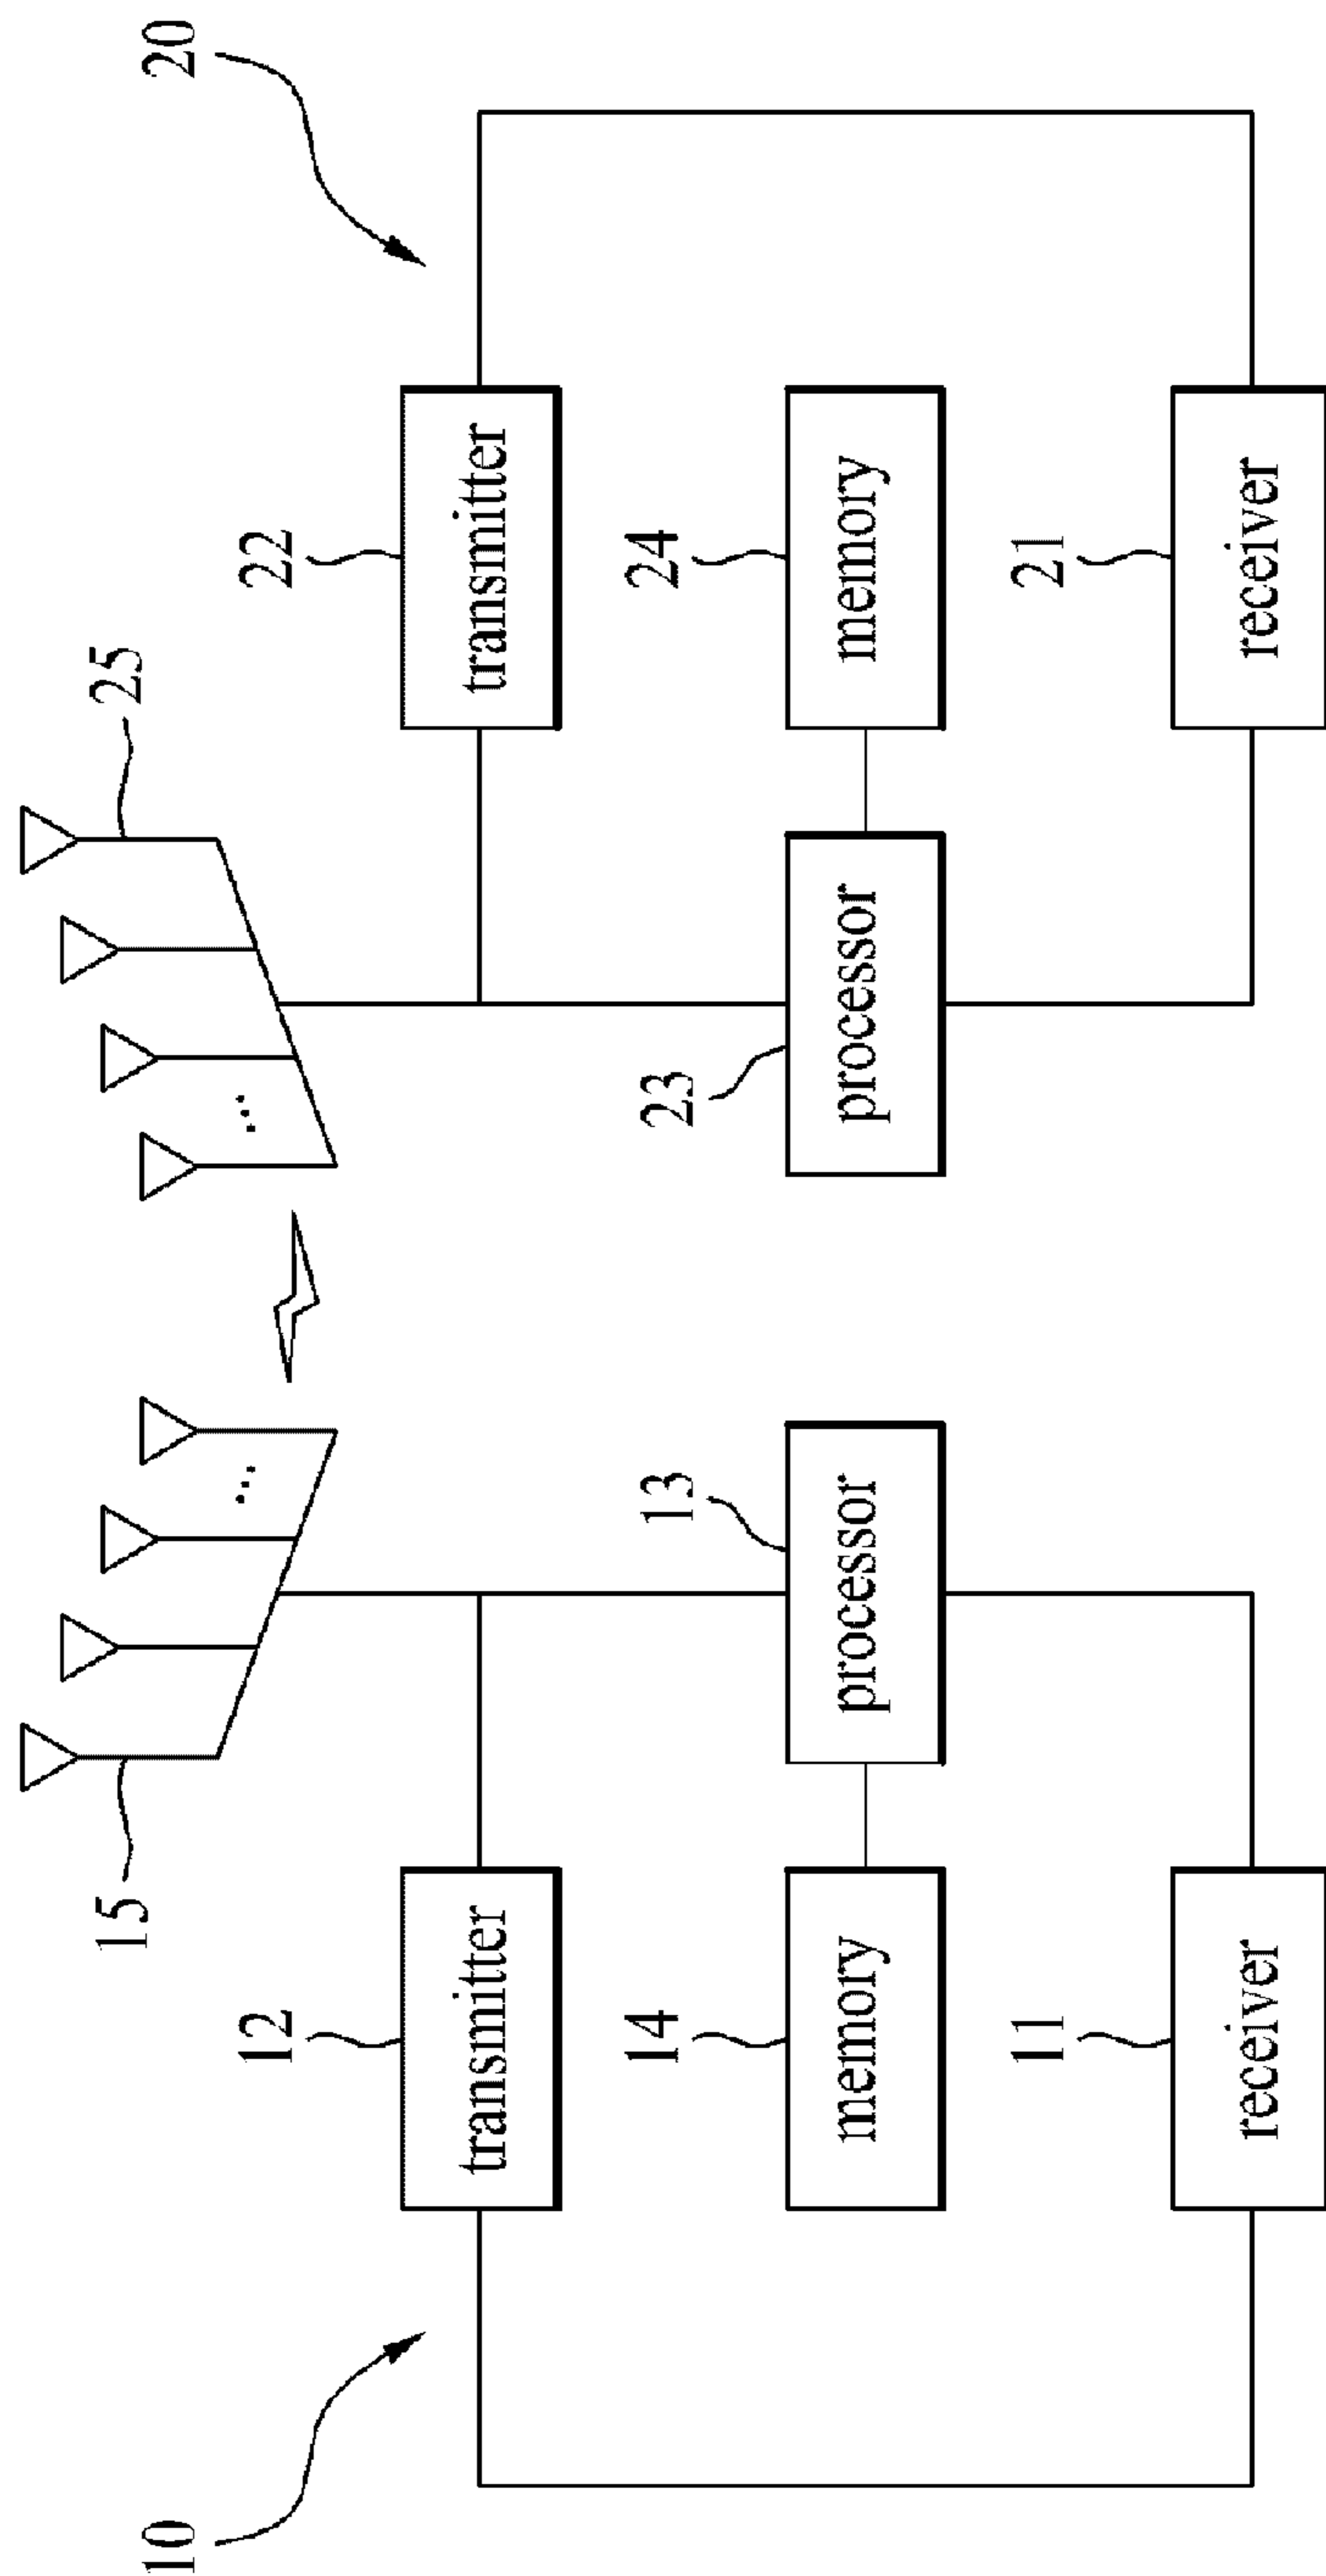 10
20
15
25
12
transmitter
22
transmitter
13
processor
23
processor
14
memory
24
memory
11
receiver
21
receiver
...
...